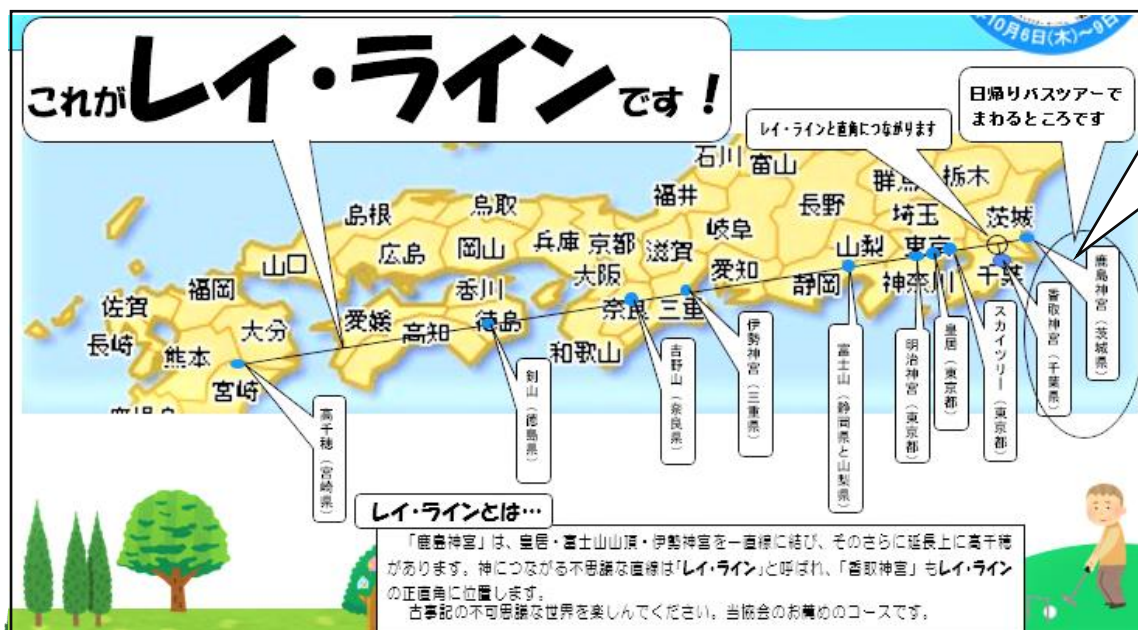 10月6日(木)~9日
これがレイ・ラインです!
日帰りバスツアーで
まわるところです
レイ・ラインと直角につながります
石川
富山
群馬
栃木
福井
長野
埼玉
茨城
島根
鳥取
岐阜
山梨
東京
兵庫
京都
滋賀
広島
岡山
愛知
静岡
神奈川
千葉
山口
大阪
香川
奈良
三重
福岡
佐賀
愛媛
高知
徳島
和歌山
大分
長崎
熊本
宮崎
鹿児島
高千穂(宮崎県)
剣山(徳島県)
吉野山(奈良県)
伊勢神宮(三重県)
富士山(静岡県と山梨県)
明治神宮(東京都)
皇居(東京都)
スカイツリー(東京都)
香取神宮(千葉県)
鹿島神宮(茨城県)
レイ・ラインとは…
「鹿島神宮」は、皇居・富士山山頂・伊勢神宮を一直線に結び、そのさらに延長上に高千穂
があります。神につながる不思議な直線は「レイ・ライン」と呼ばれ、「香取神宮」もレイ・ライン
の正直角に位置します。
古事記の不可思議な世界を楽しんでください。当協会のお薦めのコースです。